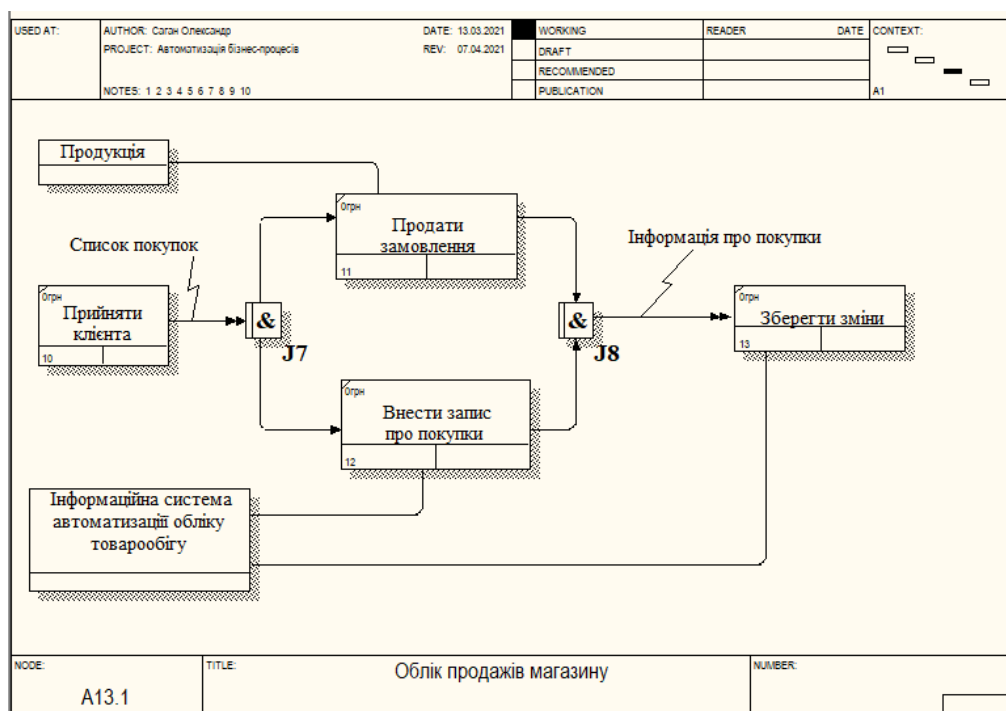 USED AT:
AUTHOR: Саган Олександр
DATE: 13.03.2021
PROJECT: Автоматизація бізнес-процесів
REV: 07.04.2021
NOTES: 1 2 3 4 5 6 7 8 9 10
WORKING
DRAFT
RECOMMENDED
PUBLICATION
READER
DATE
CONTEXT:
A1
Продукція
0грн
Продати
замовлення
11
Список покупок
Інформація про покупки
0грн
Прийняти
клієнта
10
&
J7
&
J8
0грн
Зберегти зміни
13
0грн
Внести запис
про покупки
12
Інформаційна система
автоматизаціїї обліку
товарообігу
NODE:
A13.1
TITLE:
Облік продажів магазину
NUMBER: